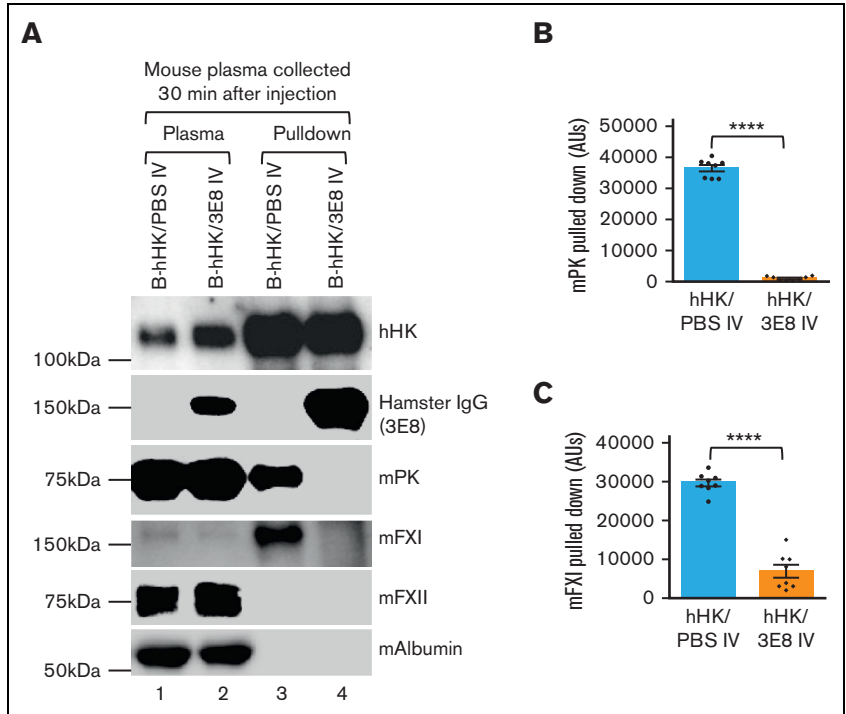 A
Mouse plasma collected
30 min after injection
Plasma
Pulldown
B-hHK/PBS IV
B-hHK/3E8 IV
B-hHK/PBS IV
B-hHK/3E8 IV
100kDa
hHK
150kDa
Hamster IgG
(3E8)
75kDa
mPK
150kDa
mFXI
75kDa
mFXII
50kDa
mAlbumin
1 2 3 4
B
mPK pulled down (AUs)
50000
40000
30000
20000
10000
0
****
hHK/
PBS IV
hHK/
3E8 IV
C
mFXI pulled down (AUs)
40000
30000
20000
10000
0
****
hHK/
PBS IV
hHK/
3E8 IV